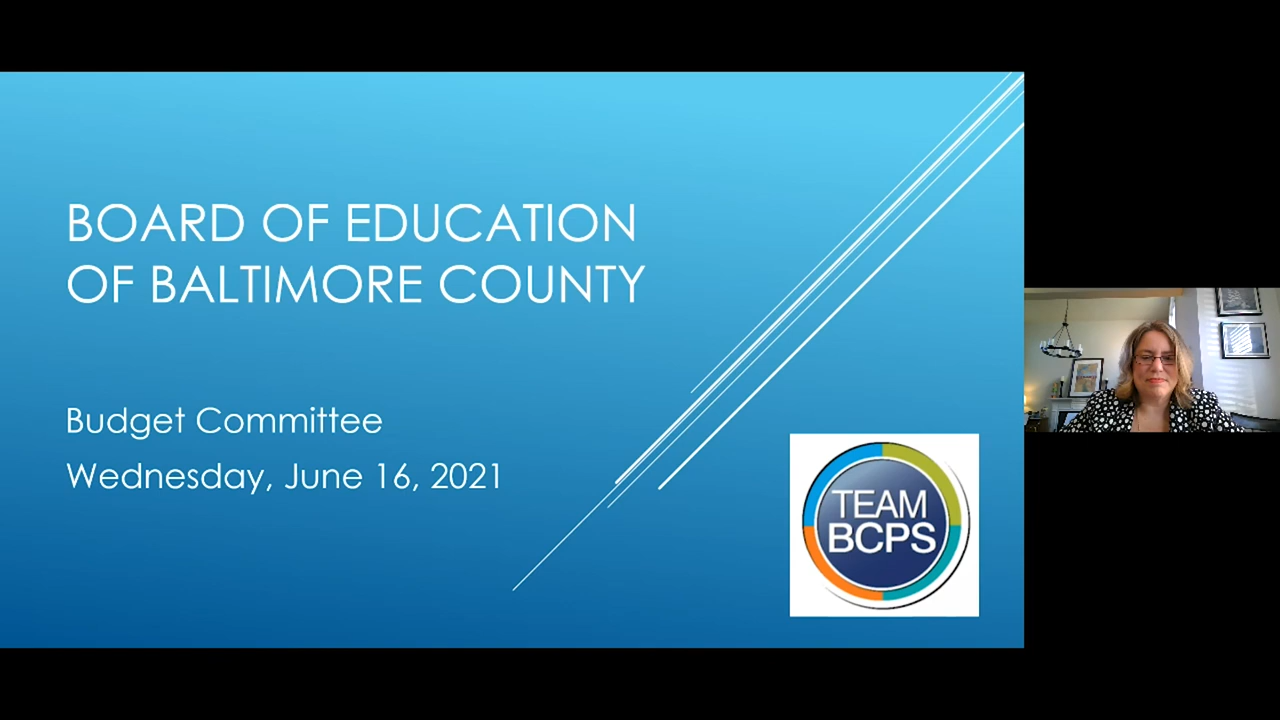 BOARD OF EDUCATION
OF BALTIMORE COUNTY
Budget Committee
Wednesday, June 16, 2021
TEAM
BCPS